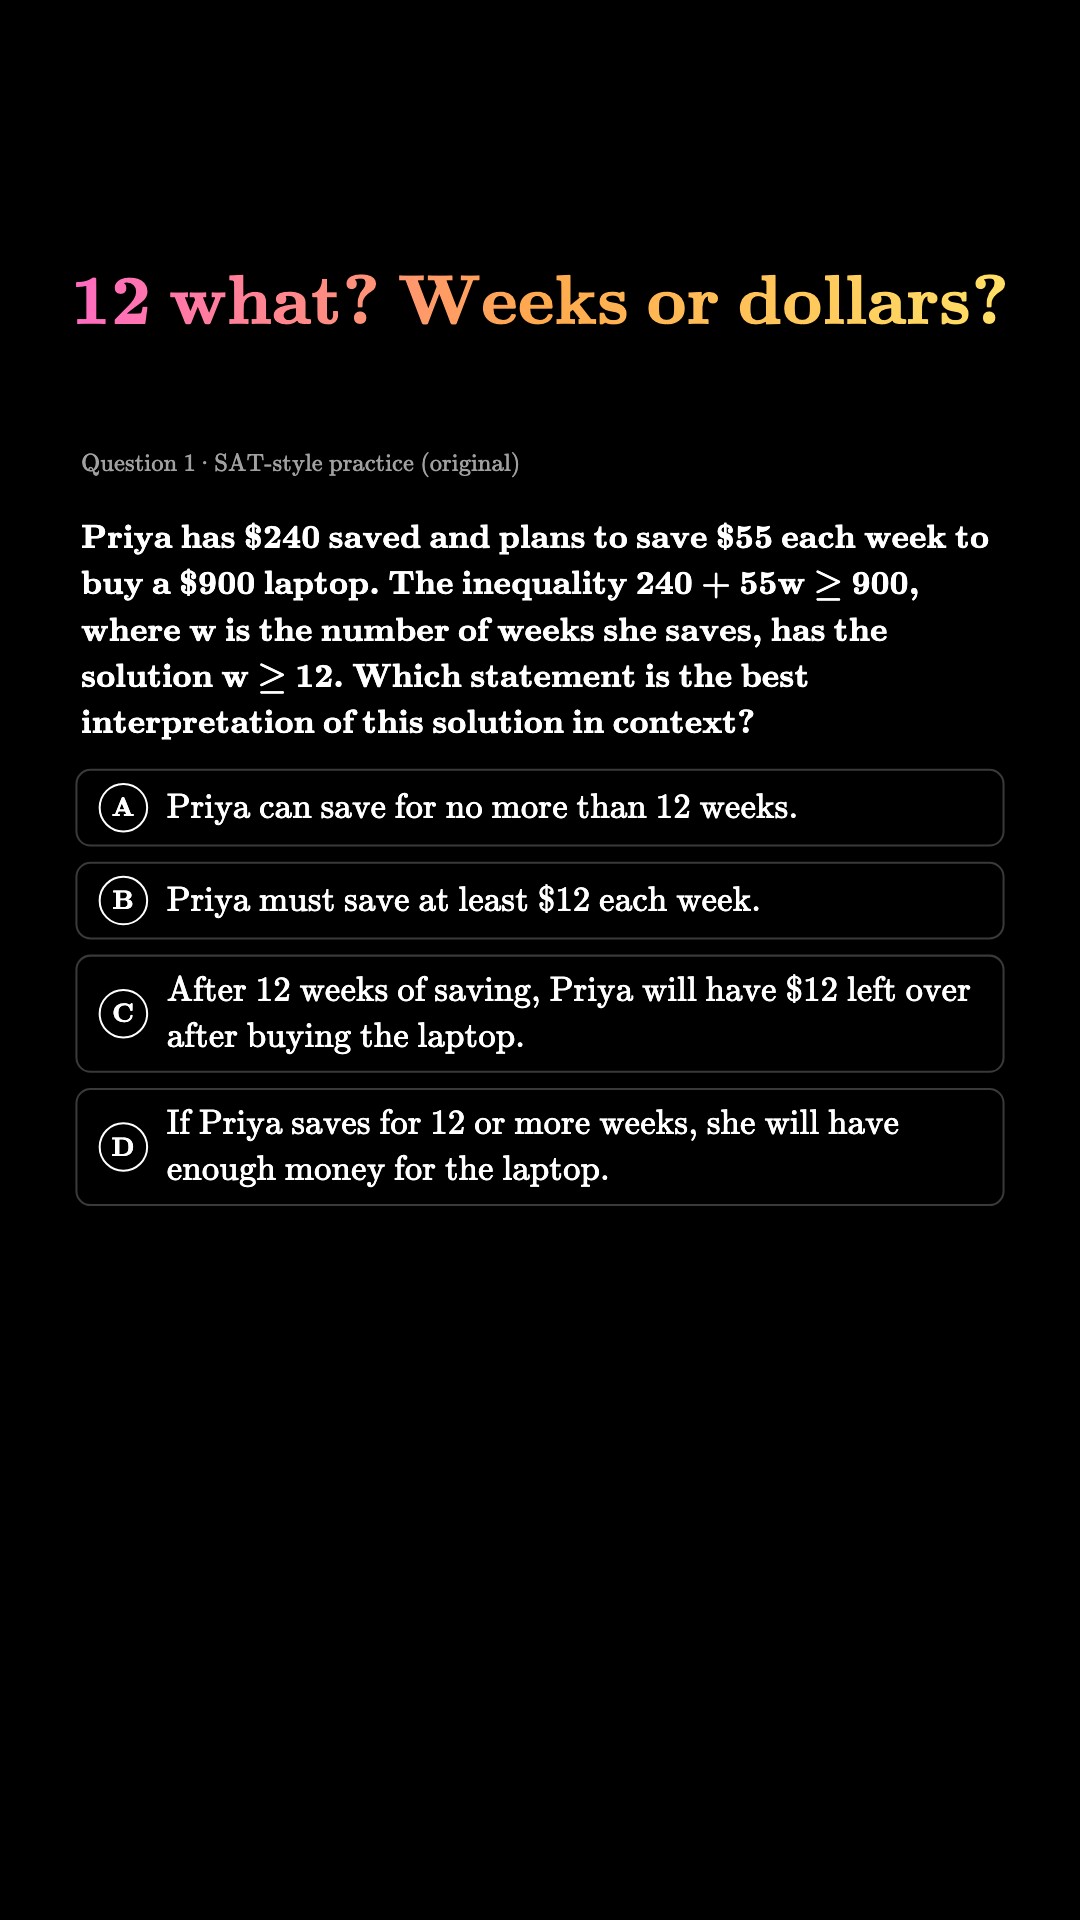 12 what? Weeks or dollars?
Question 1 · SAT-style practice (original)
Priya has $240 saved and plans to save $55 each week to
buy a $900 laptop. The inequality 240 + 55w ≥ 900,
where w is the number of weeks she saves, has the
solution w ≥ 12. Which statement is the best
interpretation of this solution in context?
A Priya can save for no more than 12 weeks.
B Priya must save at least $12 each week.
C After 12 weeks of saving, Priya will have $12 left over
after buying the laptop.
D If Priya saves for 12 or more weeks, she will have
enough money for the laptop.